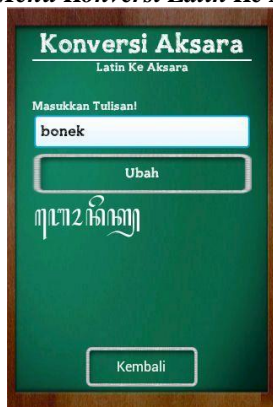 Konversi Latin Ke
Konversi Aksara
Latin Ke Aksara
Masukkan Tulisan!
bonek
Ubah
Kembali